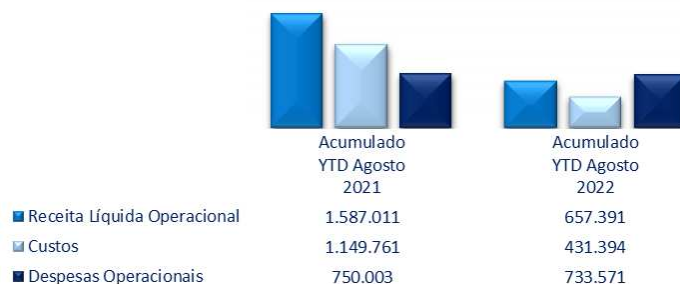 Acumulado
YTD Agosto
2021
Acumulado
YTD Agosto
2022
Receita Líquida Operacional 1.587.011 657.391
Custos 1.149.761 431.394
Despesas Operacionais 750.003 733.571